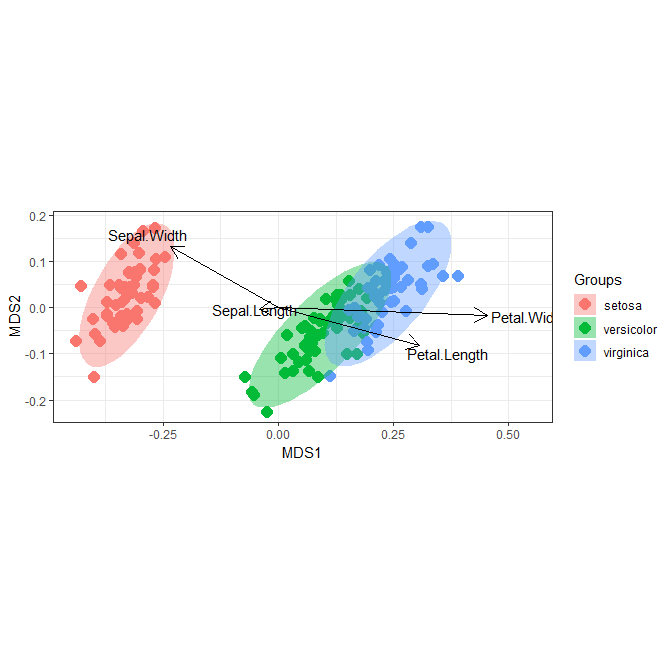 0.2
0.1
0.0
-0.1
-0.2
MDS2
Sepal.Width
Sepal.Length
Petal.Wid
Petal.Length
-0.25
0.00
0.25
0.50
MDS1
Groups
setosa
versicolor
virginica